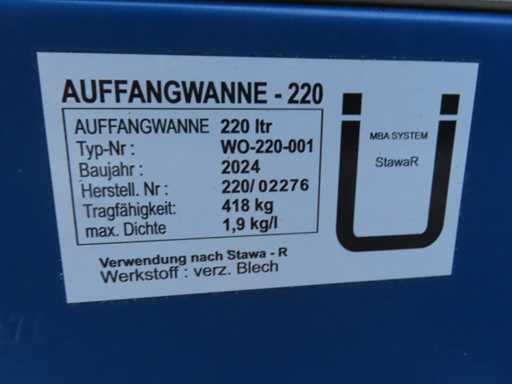 AUFFANGWANNE - 220
AUFFANGWANNE 220 ltr
Typ-Nr : WO-220-001
Baujahr : 2024
Herstell. Nr : 220/ 02276
Tragfähigkeit: 418 kg
max. Dichte 1,9 kg/l
Verwendung nach Stawa - R
Werkstoff : verz. Blech
Ü
MBA SYSTEM
StawaR